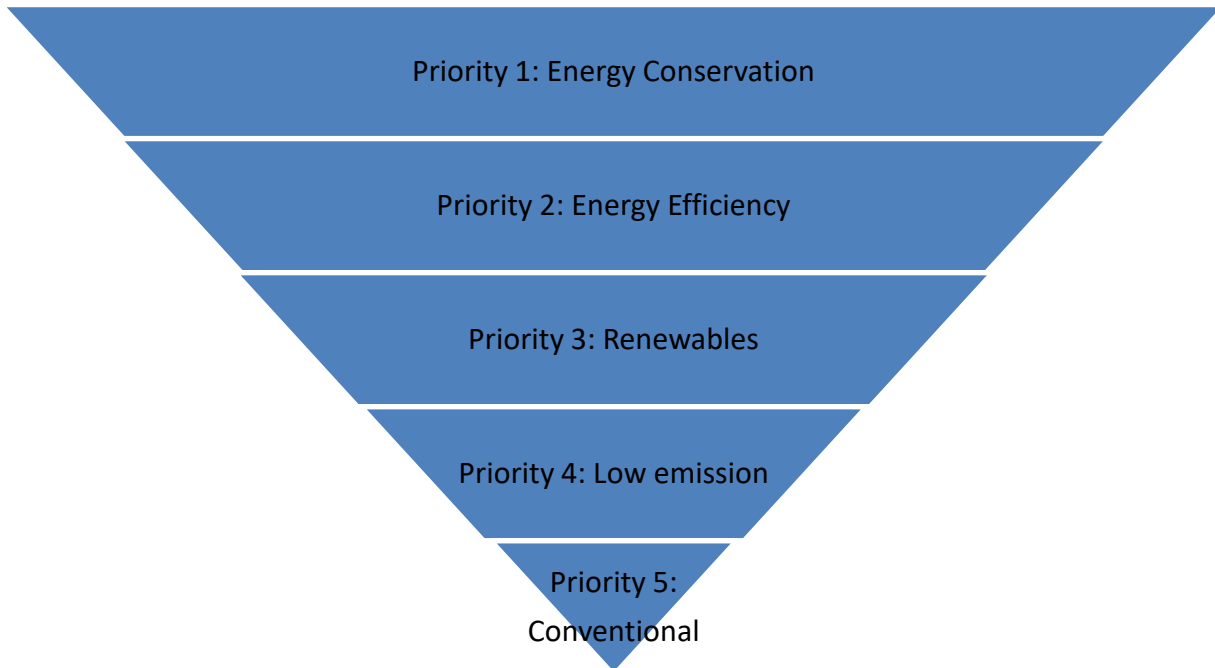 Priority 1: Energy Conservation
Priority 2: Energy Efficiency
Priority 3: Renewables
Priority 4: Low emission
Priority 5:
Conventional